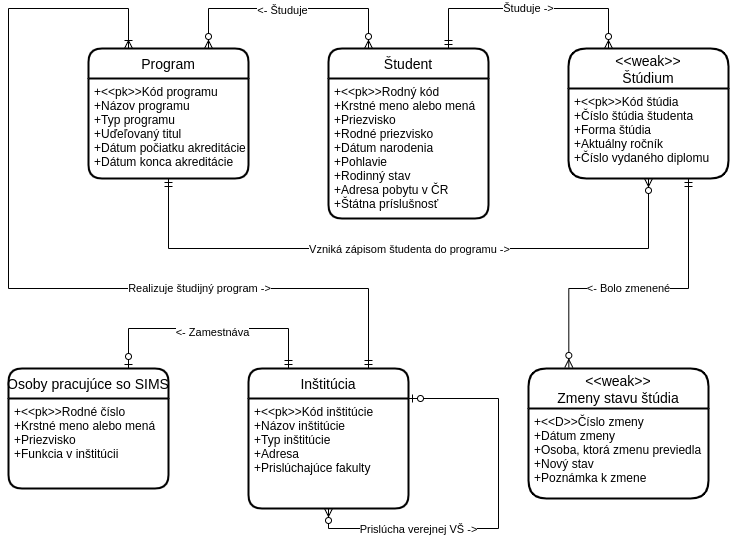 <- Študuje
Študuje ->
Program
+<<pk>>Kód programu
+Názov programu
+Typ programu
+Udeľovaný titul
+Dátum počiatku akreditácie
+Dátum konca akreditácie
Študent
+<<pk>>Rodný kód
+Krstné meno alebo mená
+Priezvisko
+Rodné priezvisko
+Dátum narodenia
+Pohlavie
+Rodinný stav
+Adresa pobytu v ČR
+Štátna príslušnosť
<<weak>>
Štúdium
+<<pk>>Kód štúdia
+Číslo štúdia študenta
+Forma štúdia
+Aktuálny ročník
+Číslo vydaného diplomu
Vzniká zápisom študenta do programu ->
Realizuje študijný program ->
<- Bolo zmenené
<- Zamestnáva
Osoby pracujúce so SIMS
+<<pk>>Rodné číslo
+Krstné meno alebo mená
+Priezvisko
+Funkcia v inštitúcii
Inštitúcia
+<<pk>>Kód inštitúcie
+Názov inštitúcie
+Typ inštitúcie
+Adresa
+Prislúchajúce fakulty
<<weak>>
Zmeny stavu štúdia
+<<D>>Číslo zmeny
+Dátum zmeny
+Osoba, ktorá zmenu previedla
+Nový stav
+Poznámka k zmene
Prislúcha verejnej VŠ ->